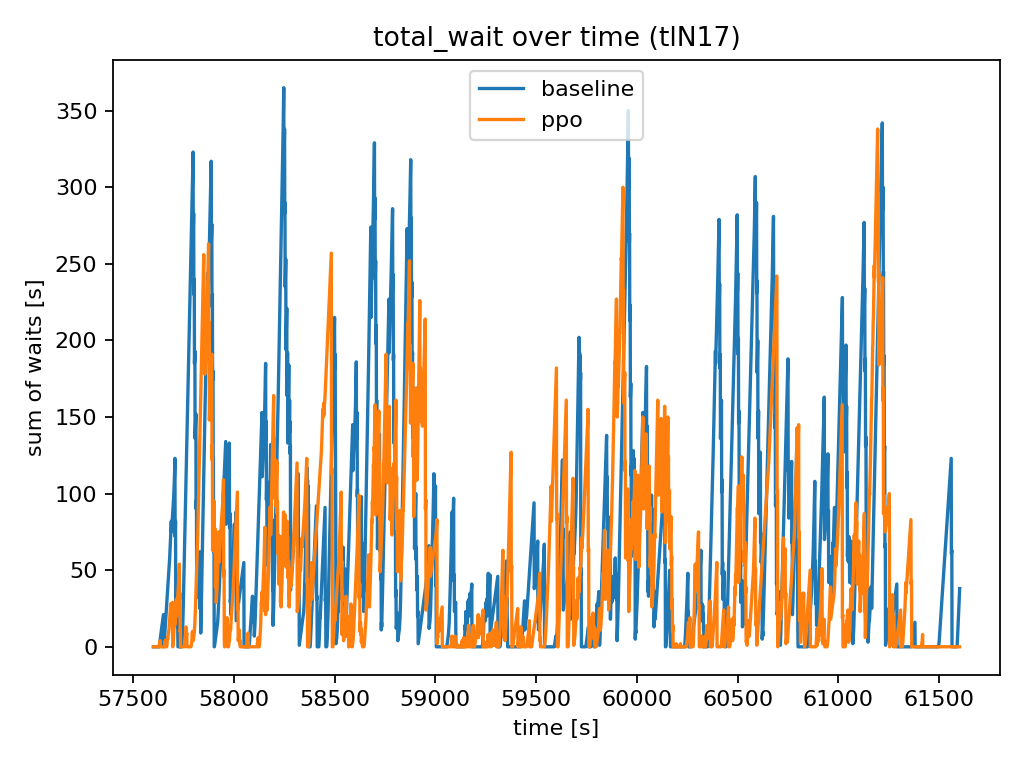 total_wait over time (tlN17)
baseline
ppo
sum of waits [s]
350
300
250
200
150
100
50
0
57500 58000 58500 59000 59500 60000 60500 61000 61500
time [s]